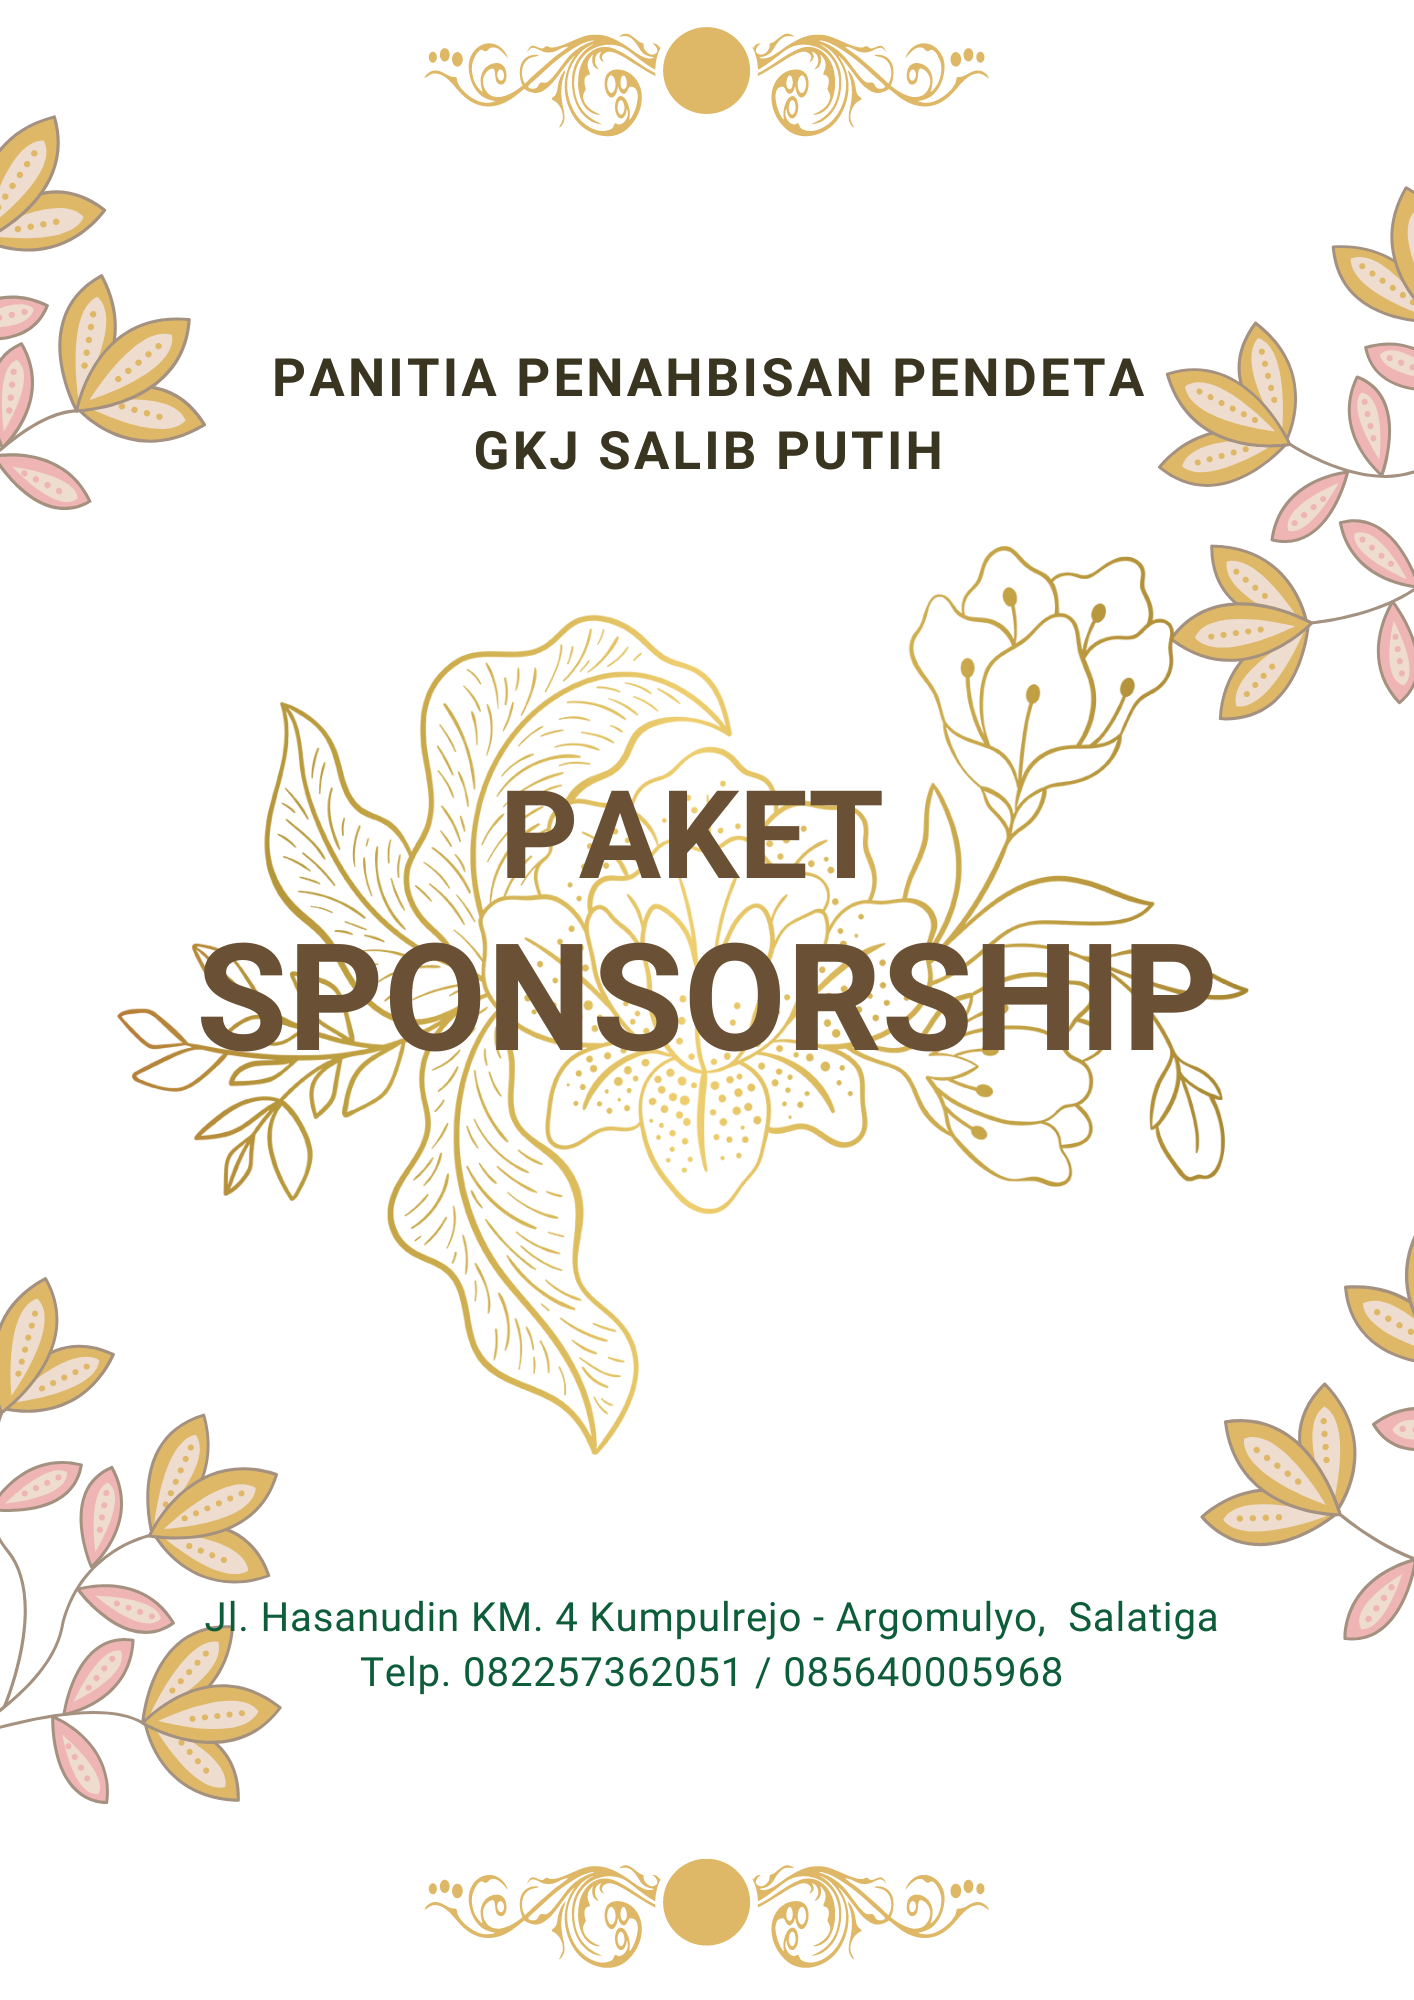 PANITIA PENAHBISAN PENDETA
GKJ SALIB PUTIH
PAKET
SPONSORSHIP
Jl. Hasanudin KM. 4 Kumpulrejo - Argomulyo,  Salatiga
Telp. 082257362051 / 085640005968